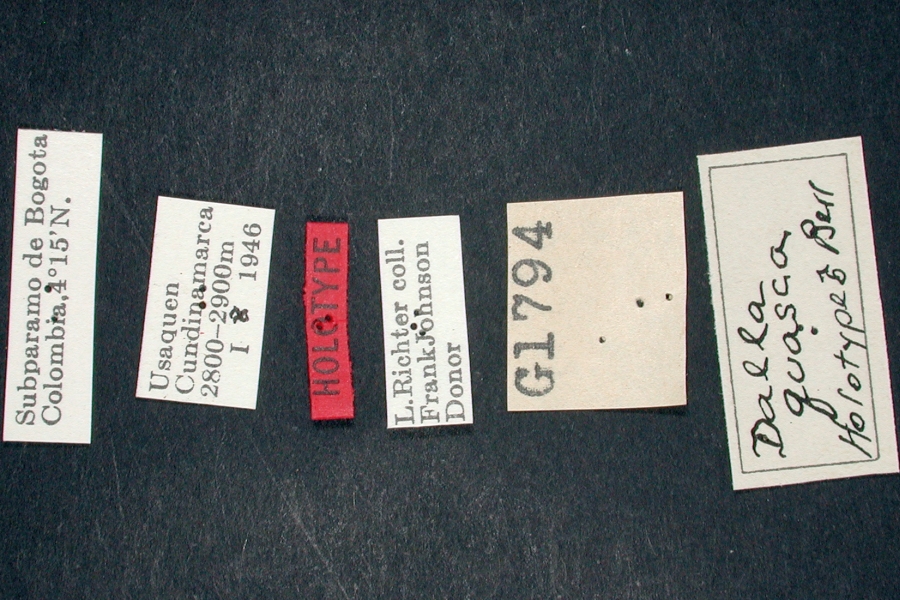 Subparamo de Bogota
Colombia, 4°15'N.
Usaquen
Cundinamarca
2800-2900m
I 1946
HOLOTYPE
L.Richter coll.
Frank Johnson
Donor
G1794
Dalla
quasca
Holotype ♂ Bell